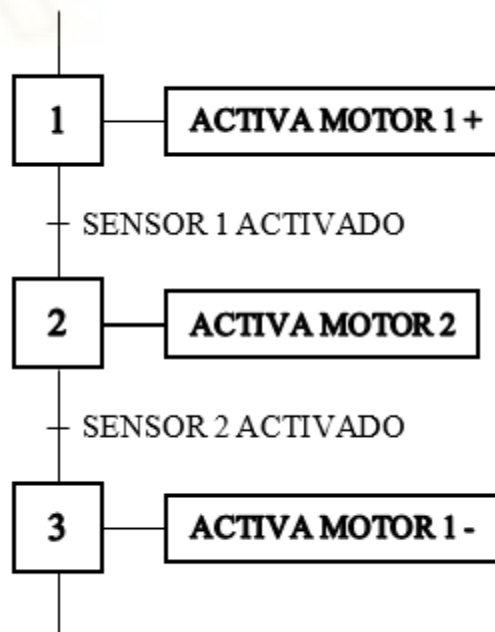 1 ACTIVA MOTOR 1 +
SENSOR 1 ACTIVADO
2 ACTIVA MOTOR 2
SENSOR 2 ACTIVADO
3 ACTIVA MOTOR 1 -